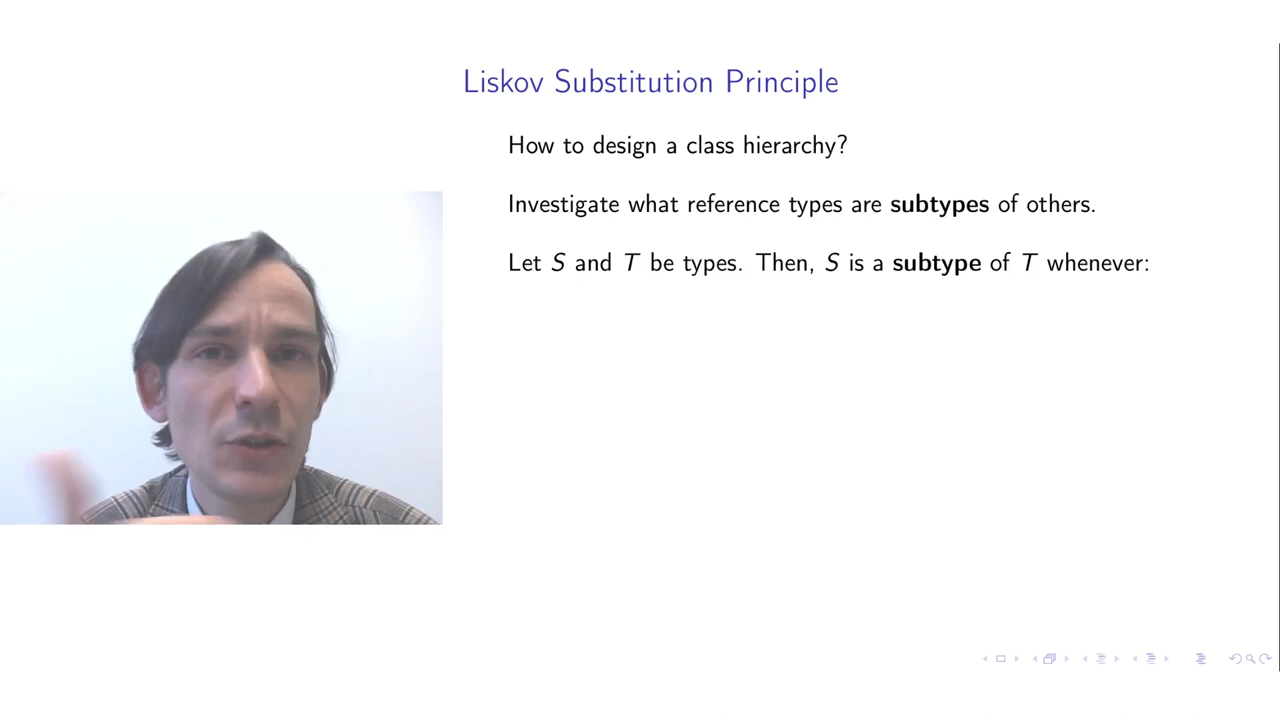 Liskov Substitution Principle
How to design a class hierarchy?
Investigate what reference types are subtypes of others.
Let S and T be types. Then, S is a subtype of T whenever: